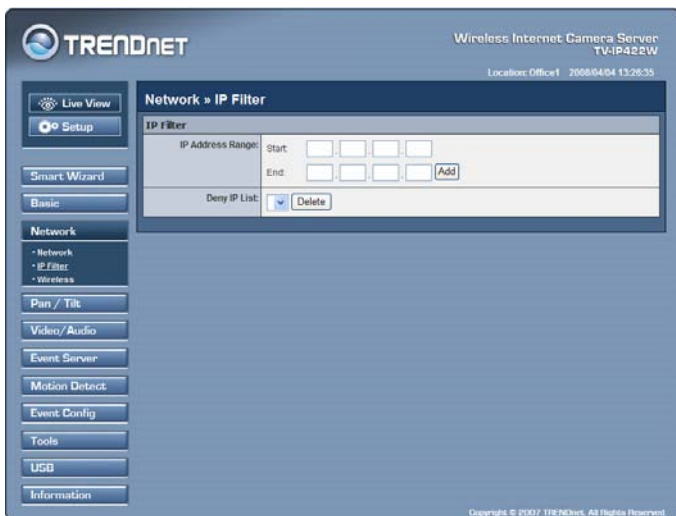 TRENDNET
Wireless Internet Camera Server
TV-IP422W
Location: Office1 2008/04/04 13:26:35
Live View
Setup
Smart Wizard
Basic
Network
• Network
• IP Filter
• Wireless
Pan / Tilt
Video/Audio
Event Server
Motion Detect
Event Config
Tools
USB
Information
Network » IP Filter
IP Filter
IP Address Range:
Start:
End:
Add
Deny IP List:
Delete
Copyright © 2007 TRENDnet. All Rights Reserved.